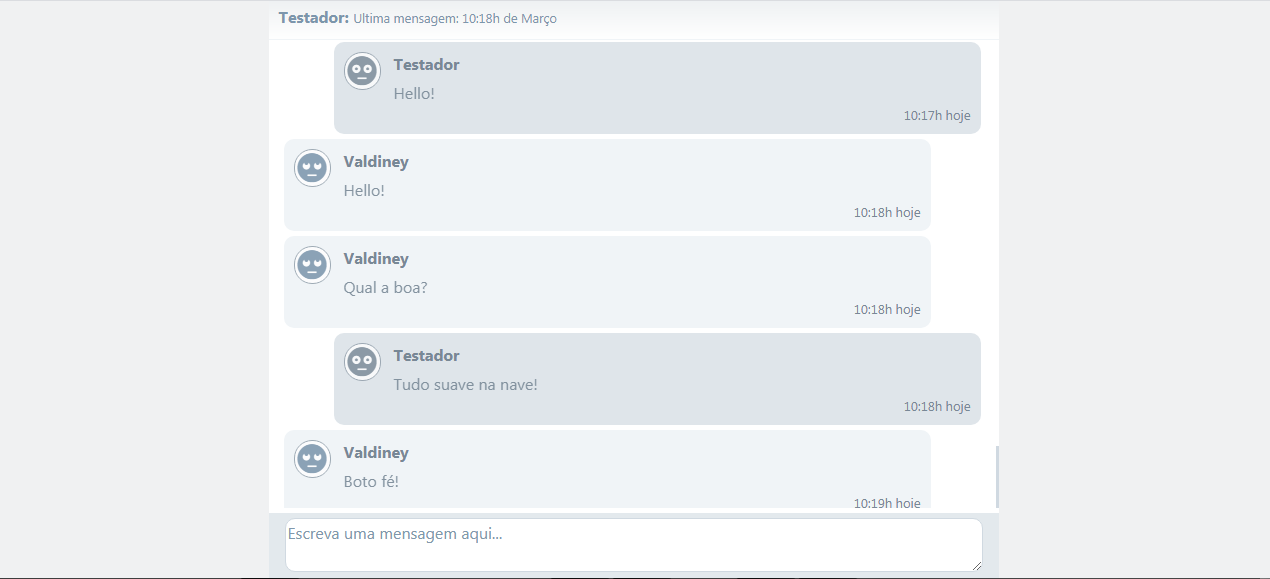 Testador: Ultima mensagem: 10:18h de Março
Testador
Hello!
10:17h hoje
Valdiney
Hello!
10:18h hoje
Valdiney
Qual a boa?
10:18h hoje
Testador
Tudo suave na nave!
10:18h hoje
Valdiney
Boto fé!
10:19h hoje
Escreva uma mensagem aqui...